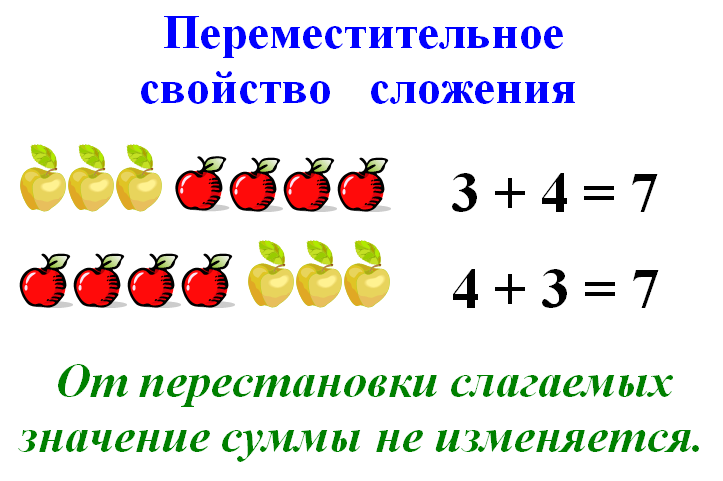 Переместительное
свойство сложения
3 + 4 = 7
4 + 3 = 7
От перестановки слагаемых
значение суммы не изменяется.